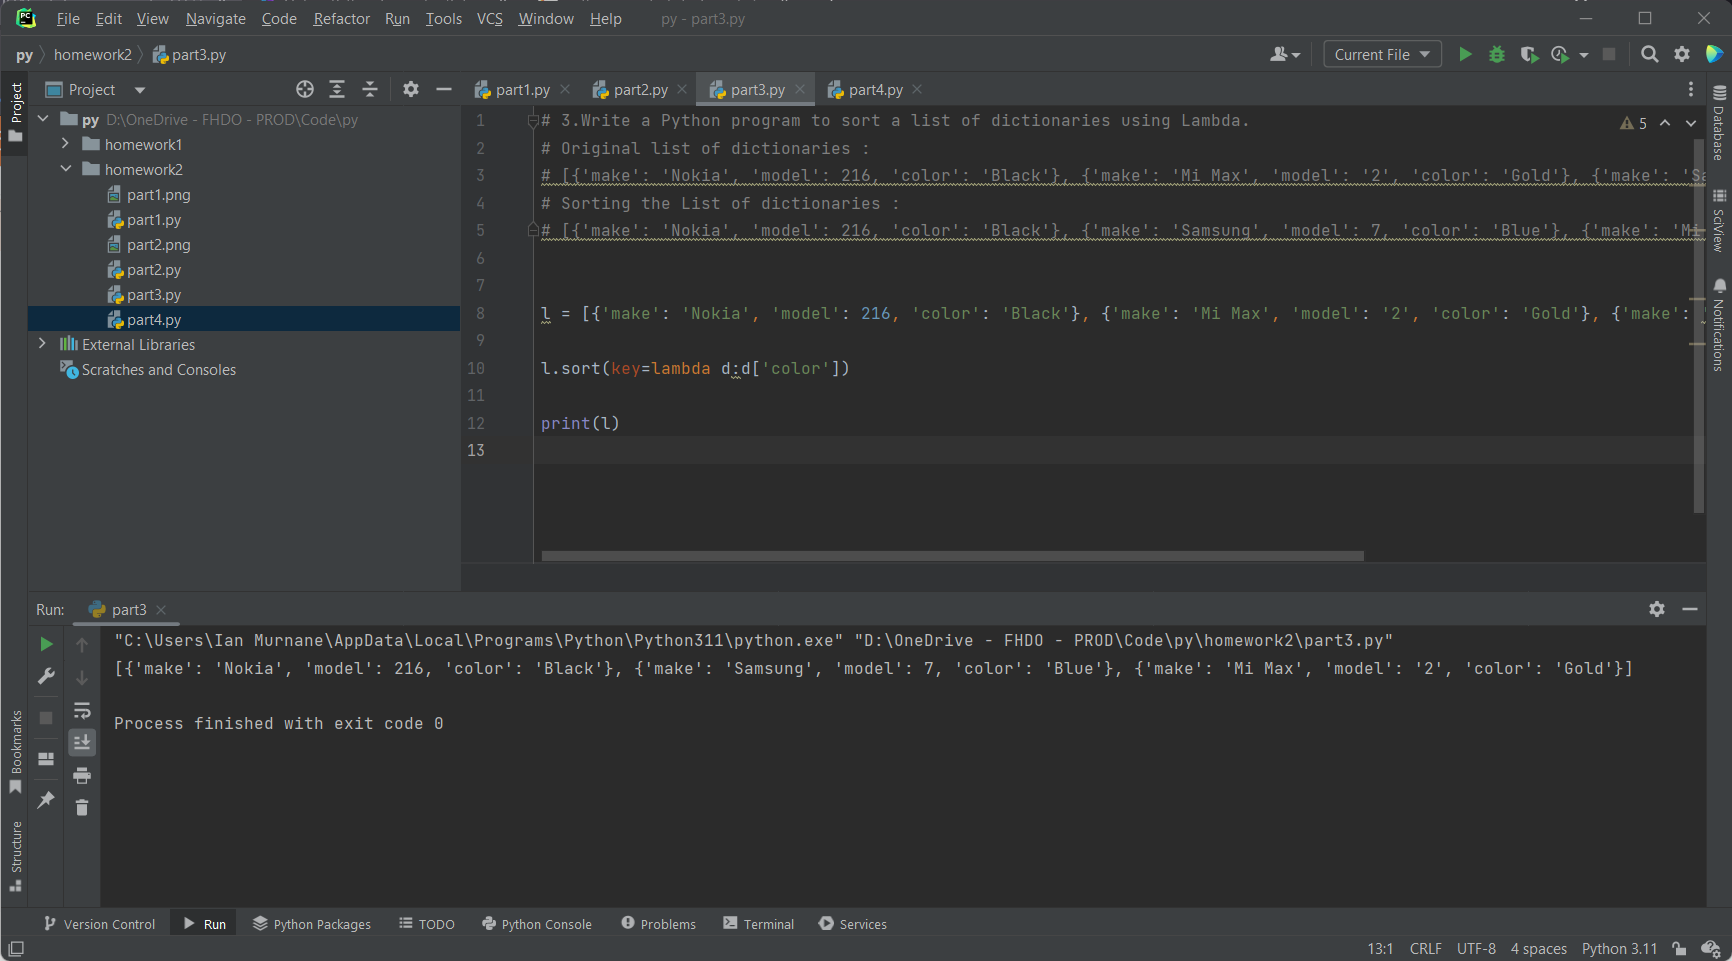 File Edit View Navigate Code Refactor Run Tools VCS Window Help py - part3.py
py homework2 part3.py Current File
Project
part1.py part2.py part3.py part4.py
Project
py D:\OneDrive - FHDO - PROD\Code\py
homework1
homework2
part1.png
part1.py
part2.png
part2.py
part3.py
part4.py
External Libraries
Scratches and Consoles
5
1 # 3.Write a Python program to sort a list of dictionaries using Lambda.
2 # Original list of dictionaries :
3 # [{'make': 'Nokia', 'model': 216, 'color': 'Black'}, {'make': 'Mi Max', 'model': '2', 'color': 'Gold'}, {'make': 'Sa
4 # Sorting the List of dictionaries :
5 # [{'make': 'Nokia', 'model': 216, 'color': 'Black'}, {'make': 'Samsung', 'model': 7, 'color': 'Blue'}, {'make': 'Mi
6
7
8 l = [{'make': 'Nokia', 'model': 216, 'color': 'Black'}, {'make': 'Mi Max', 'model': '2', 'color': 'Gold'}, {'make':
9
10 l.sort(key=lambda d:d['color'])
11
12 print(l)
13
Database
SciView
Notifications
Run: part3
"C:\Users\Ian Murnane\AppData\Local\Programs\Python\Python311\python.exe" "D:\OneDrive - FHDO - PROD\Code\py\homework2\part3.py"
[{'make': 'Nokia', 'model': 216, 'color': 'Black'}, {'make': 'Samsung', 'model': 7, 'color': 'Blue'}, {'make': 'Mi Max', 'model': '2', 'color': 'Gold'}]
Process finished with exit code 0
Bookmarks
Structure
Version Control Run Python Packages TODO Python Console Problems Terminal Services
13:1 CRLF UTF-8 4 spaces Python 3.11